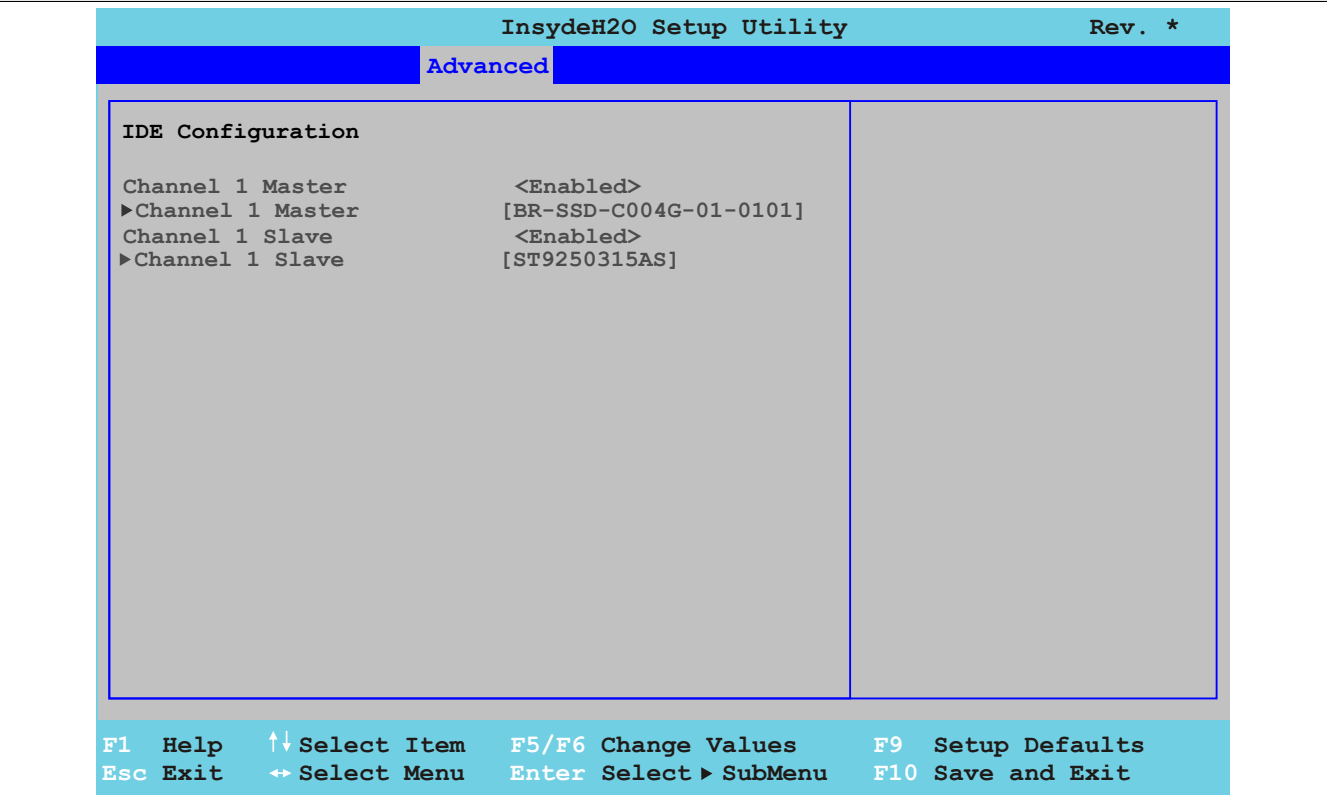 InsydeH2O Setup Utility Rev. *
Advanced
IDE Configuration
Channel 1 Master <Enabled>
▶Channel 1 Master [BR-SSD-C004G-01-0101]
Channel 1 Slave <Enabled>
▶Channel 1 Slave [ST9250315AS]
F1 Help ↑↓ Select Item F5/F6 Change Values F9 Setup Defaults
Esc Exit ↔ Select Menu Enter Select ▶ SubMenu F10 Save and Exit